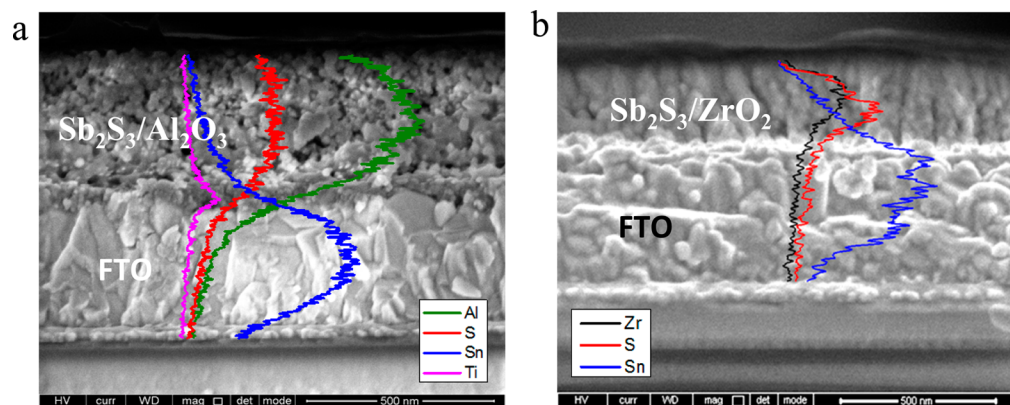 a
Sb₂S₃/Al₂O₃
FTO
Al
S
Sn
Ti
HV curr WD mag □ det mode 500 nm
b
Sb₂S₃/ZrO₂
FTO
Zr
S
Sn
HV curr WD mag □ det mode 500 nm